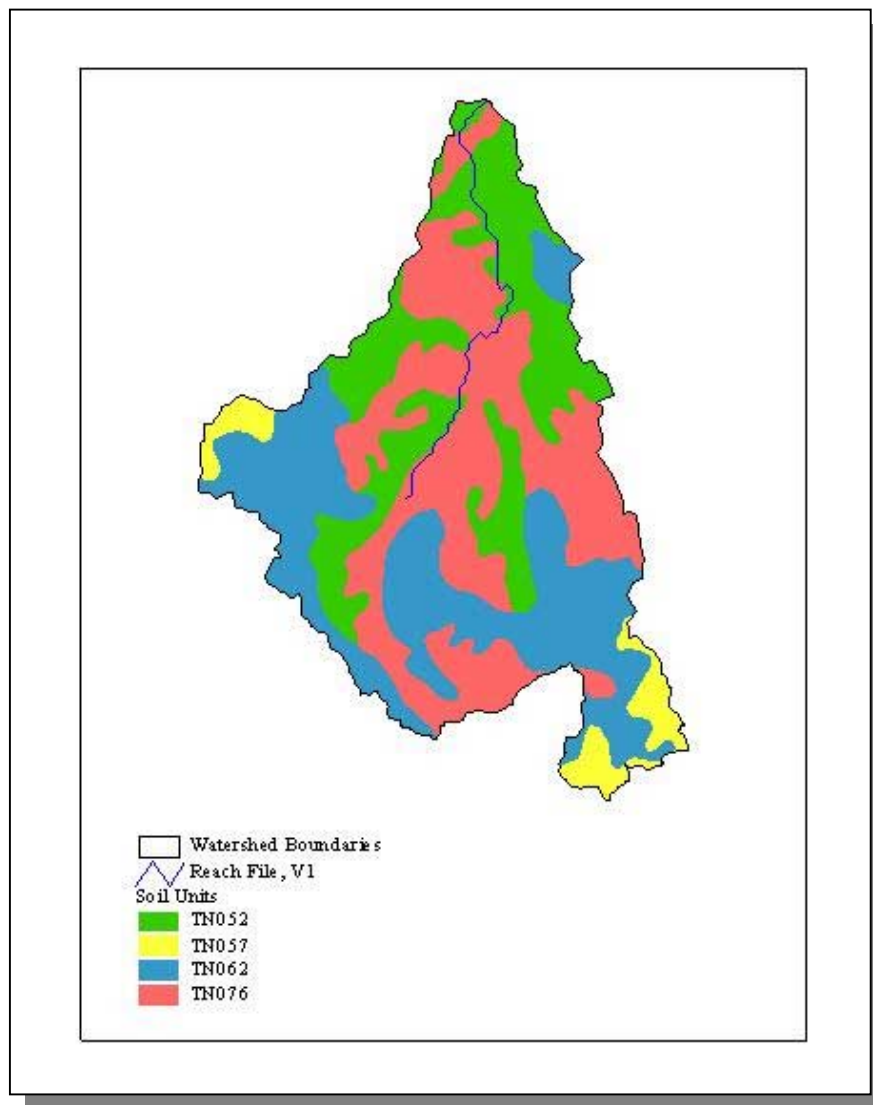 Watershed Boundaries
Reach File, V1
Soil Units
TN052
TN057
TN062
TN076